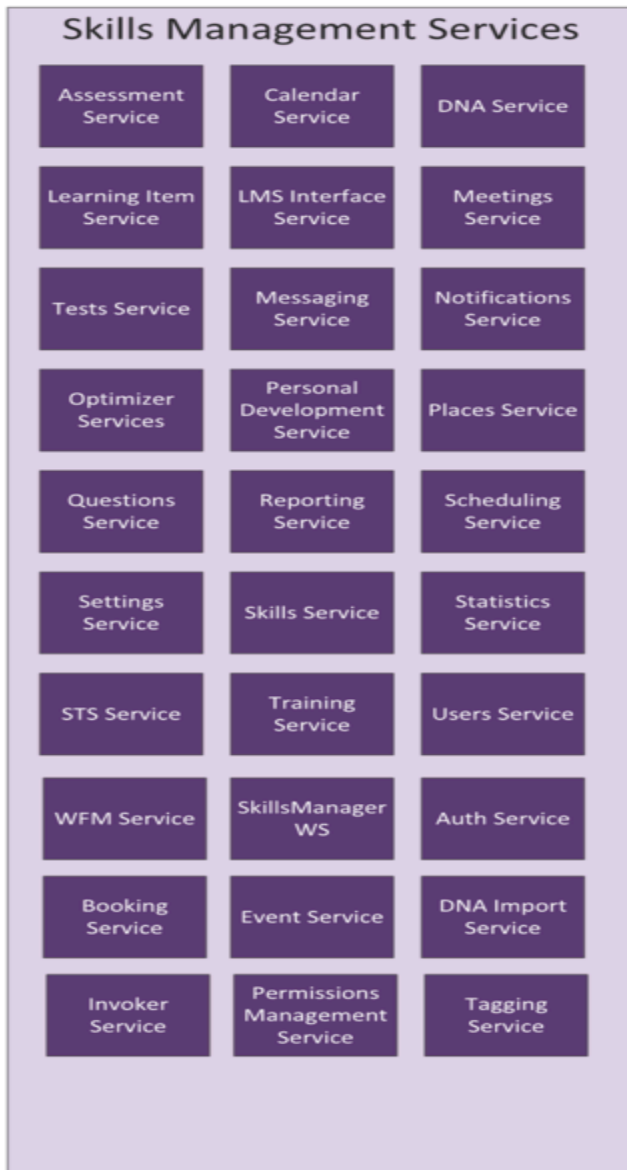 Skills Management Services
Assessment
Service
Calendar
Service
DNA Service
Learning Item
Service
LMS Interface
Service
Meetings
Service
Tests Service
Messaging
Service
Notifications
Service
Optimizer
Services
Personal
Development
Service
Places Service
Questions
Service
Reporting
Service
Scheduling
Service
Settings
Service
Skills Service
Statistics
Service
STS Service
Training
Service
Users Service
WFM Service
SkillsManager
WS
Auth Service
Booking
Service
Event Service
DNA Import
Service
Invoker
Service
Permissions
Management
Service
Tagging
Service